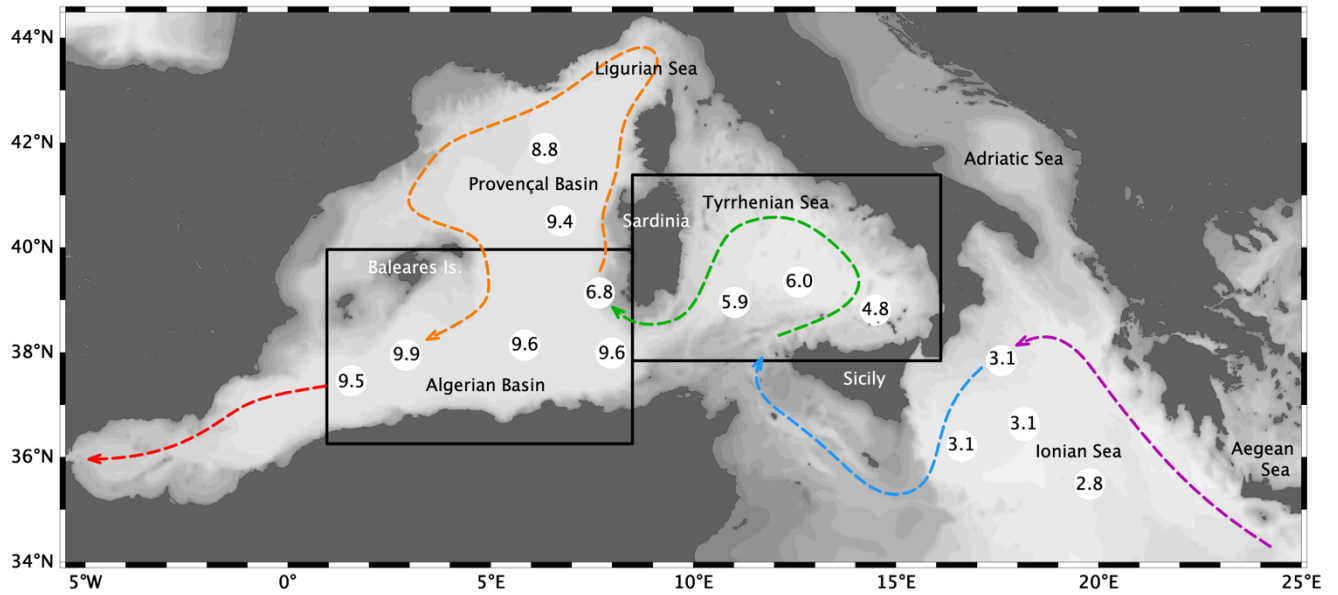 44°N
Ligurian Sea
42°N
8.8
Adriatic Sea
Provençal Basin
Tyrrhenian Sea
9.4
Sardinia
40°N
Baleares Is.
6.8
6.0
5.9
4.8
38°N
9.9
9.6
9.6
3.1
9.5
Algerian Basin
Sicily
3.1
3.1
36°N
Ionian Sea
Aegean
Sea
2.8
34°N
5°W
0°
5°E
10°E
15°E
20°E
25°E